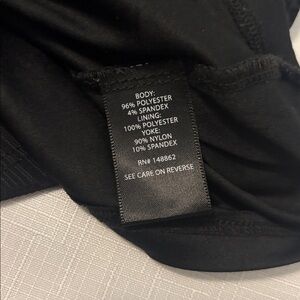 BODY:
96% POLYESTER
4% SPANDEX
LINING:
100% POLYESTER
YOKE:
90% NYLON
10% SPANDEX
RN# 148862
SEE CARE ON REVERSE